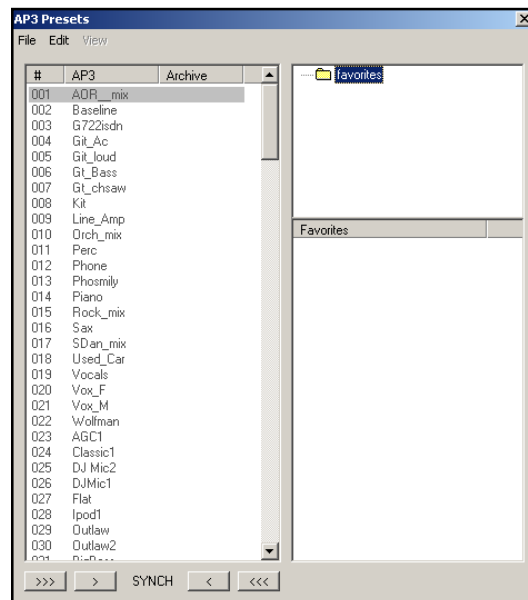 AP3 Presets
File Edit View
# AP3 Archive
001 AOR__mix
002 Baseline
003 G722isdn
004 Git_Ac
005 Git_loud
006 Gt_Bass
007 Gt_chsaw
008 Kit
009 Line_Amp
010 Orch_mix
011 Perc
012 Phone
013 Phosmily
014 Piano
015 Rock_mix
016 Sax
017 SDan_mix
018 Used_Car
019 Vocals
020 Vox_F
021 Vox_M
022 Wolfman
023 AGC1
024 Classic1
025 DJ Mic2
026 DJMic1
027 Flat
028 Ipod1
029 Outlaw
030 Outlaw2
>>> > SYNCH < <<<
favorites
Favorites